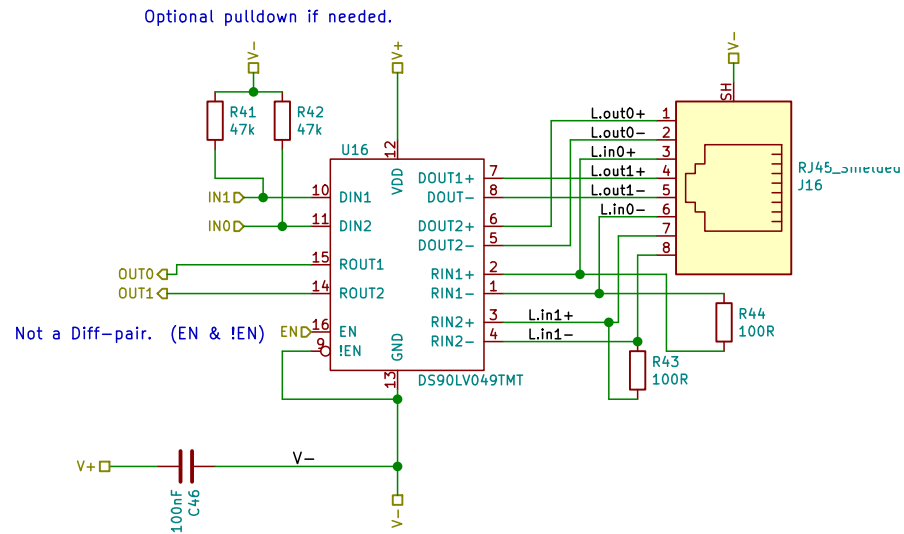 Optional pulldown if needed.
V-
V+
V-
R41
47k
R42
47k
U16
12
VDD
SH
L.out0+ 1
L.out0- 2
L.in0+ 3
L.out1+ 4
L.out1- 5
L.in0- 6
7
8
RJ45_Shielded
J16
IN1 10 DIN1
IN0 11 DIN2
OUT0 15 ROUT1
OUT1 14 ROUT2
DOUT1+ 7
DOUT- 8
DOUT2+ 6
DOUT2- 5
RIN1+ 2
RIN1- 1
RIN2+ 3 L.in1+
RIN2- 4 L.in1-
Not a Diff-pair. (EN & !EN)
EN 16 EN
9 !EN
GND
13
DS90LV049TMT
R44
100R
R43
100R
V+
100nF
C46
V-
V-